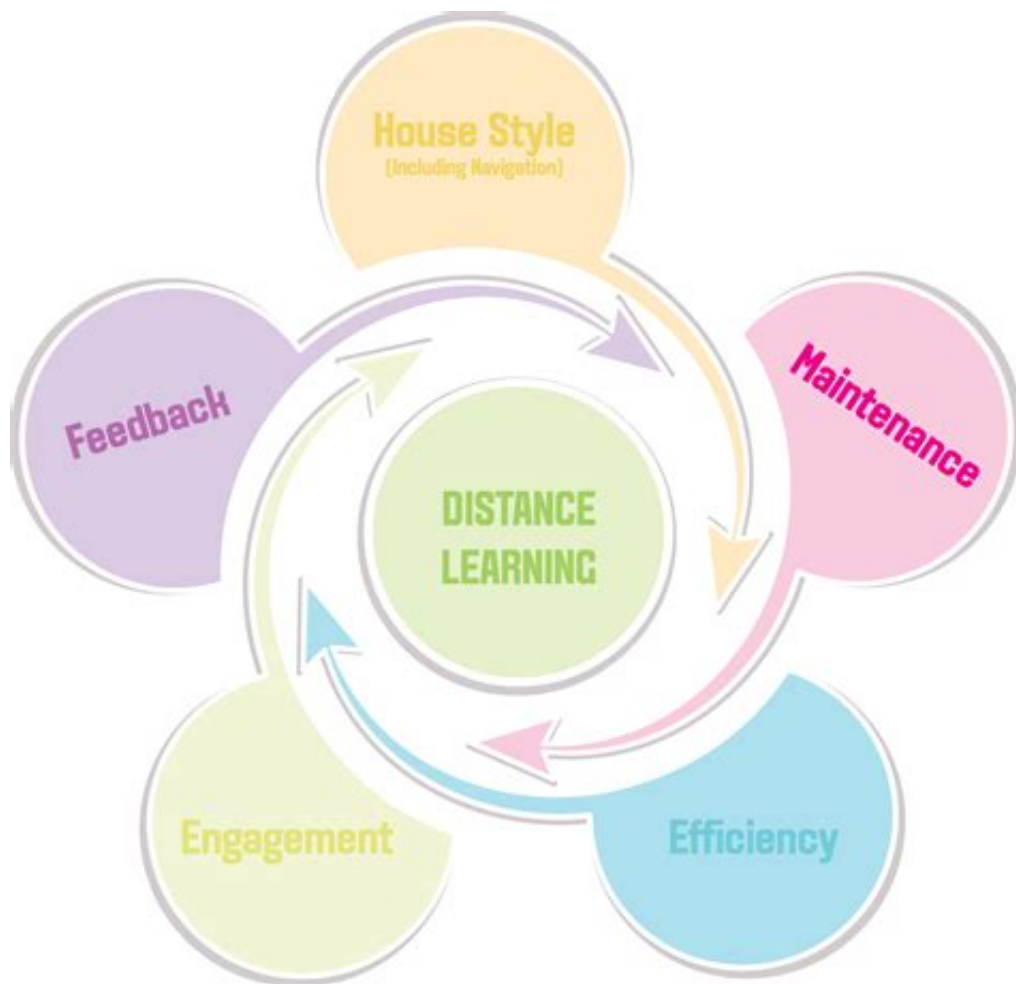 House Style
(Including Navigation)
Maintenance
Feedback
DISTANCE
LEARNING
Engagement
Efficiency